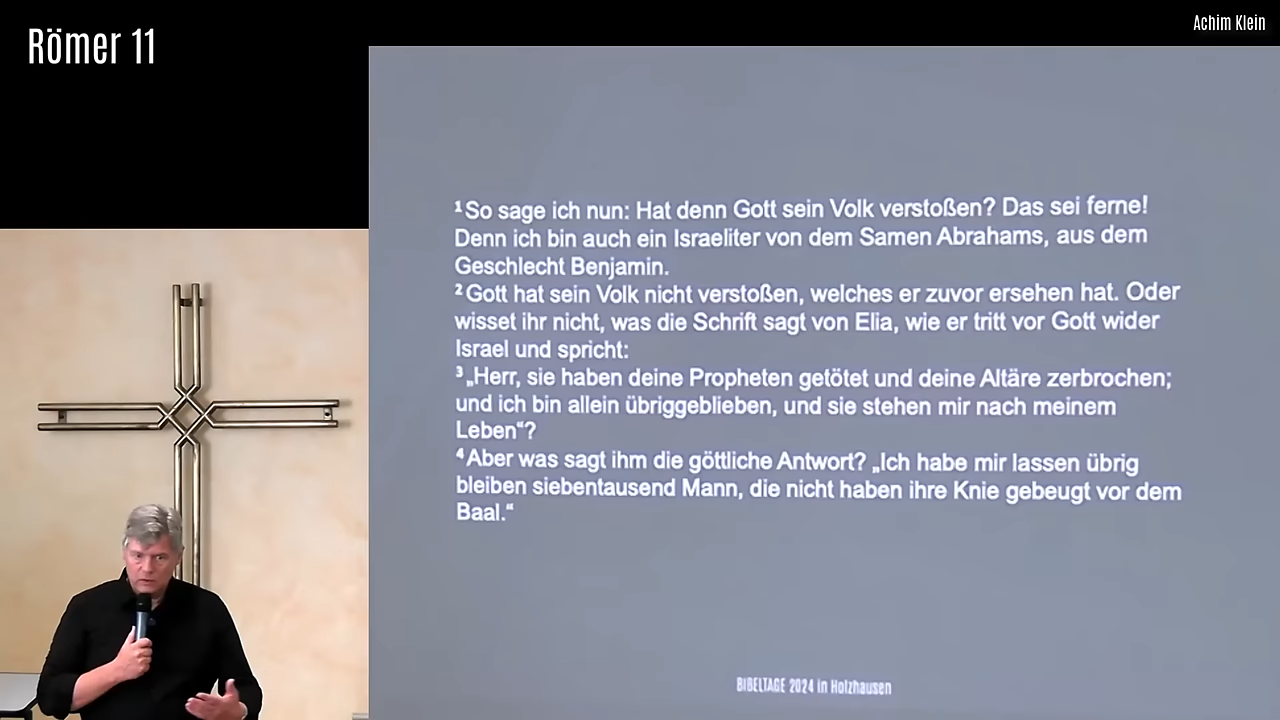 Römer 11
Achim Klein
¹So sage ich nun: Hat denn Gott sein Volk verstoßen? Das sei ferne!
Denn ich bin auch ein Israeliter von dem Samen Abrahams, aus dem
Geschlecht Benjamin.
²Gott hat sein Volk nicht verstoßen, welches er zuvor ersehen hat. Oder
wisset ihr nicht, was die Schrift sagt von Elia, wie er tritt vor Gott wider
Israel und spricht:
³„Herr, sie haben deine Propheten getötet und deine Altäre zerbrochen;
und ich bin allein übriggeblieben, und sie stehen mir nach meinem
Leben“?
⁴Aber was sagt ihm die göttliche Antwort? „Ich habe mir lassen übrig
bleiben siebentausend Mann, die nicht haben ihre Knie gebeugt vor dem
Baal.“
BIBELTAGE 2024 in Holzhausen